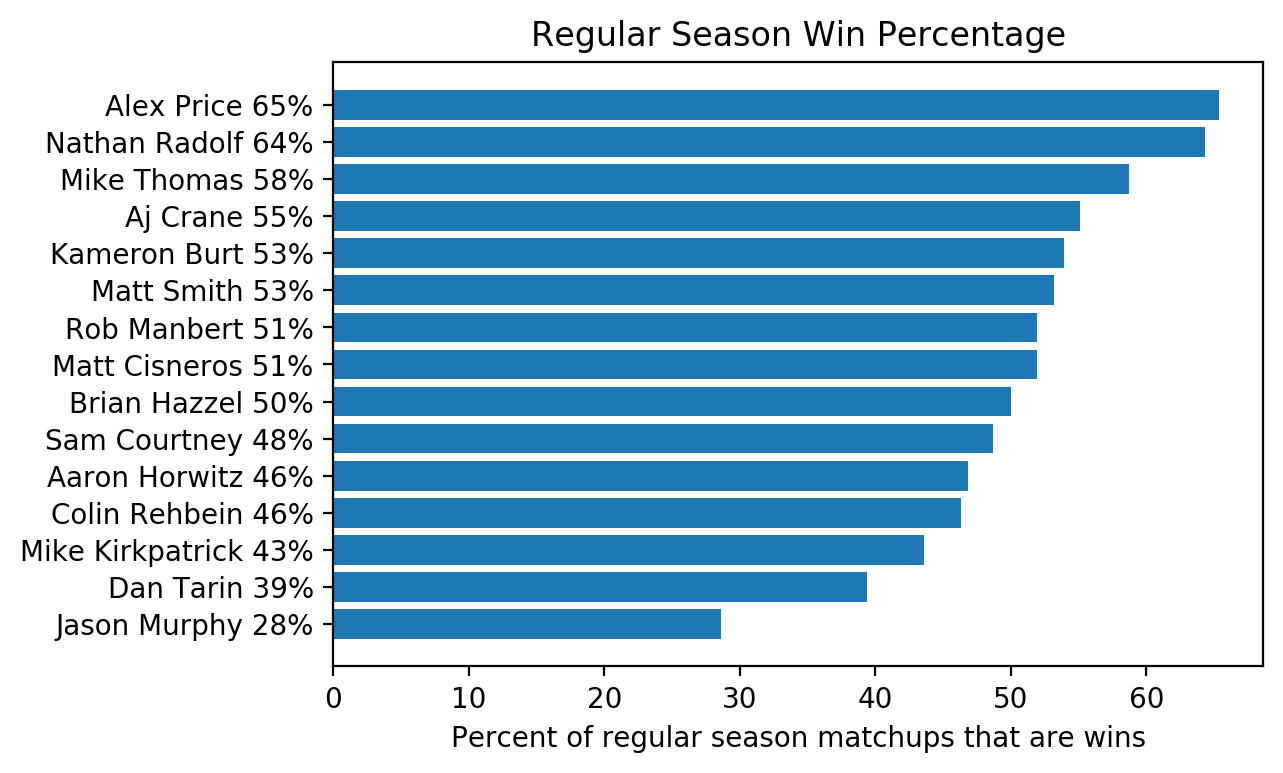 Regular Season Win Percentage
Alex Price 65%
Nathan Radolf 64%
Mike Thomas 58%
Aj Crane 55%
Kameron Burt 53%
Matt Smith 53%
Rob Manbert 51%
Matt Cisneros 51%
Brian Hazzel 50%
Sam Courtney 48%
Aaron Horwitz 46%
Colin Rehbein 46%
Mike Kirkpatrick 43%
Dan Tarin 39%
Jason Murphy 28%
0 10 20 30 40 50 60
Percent of regular season matchups that are wins